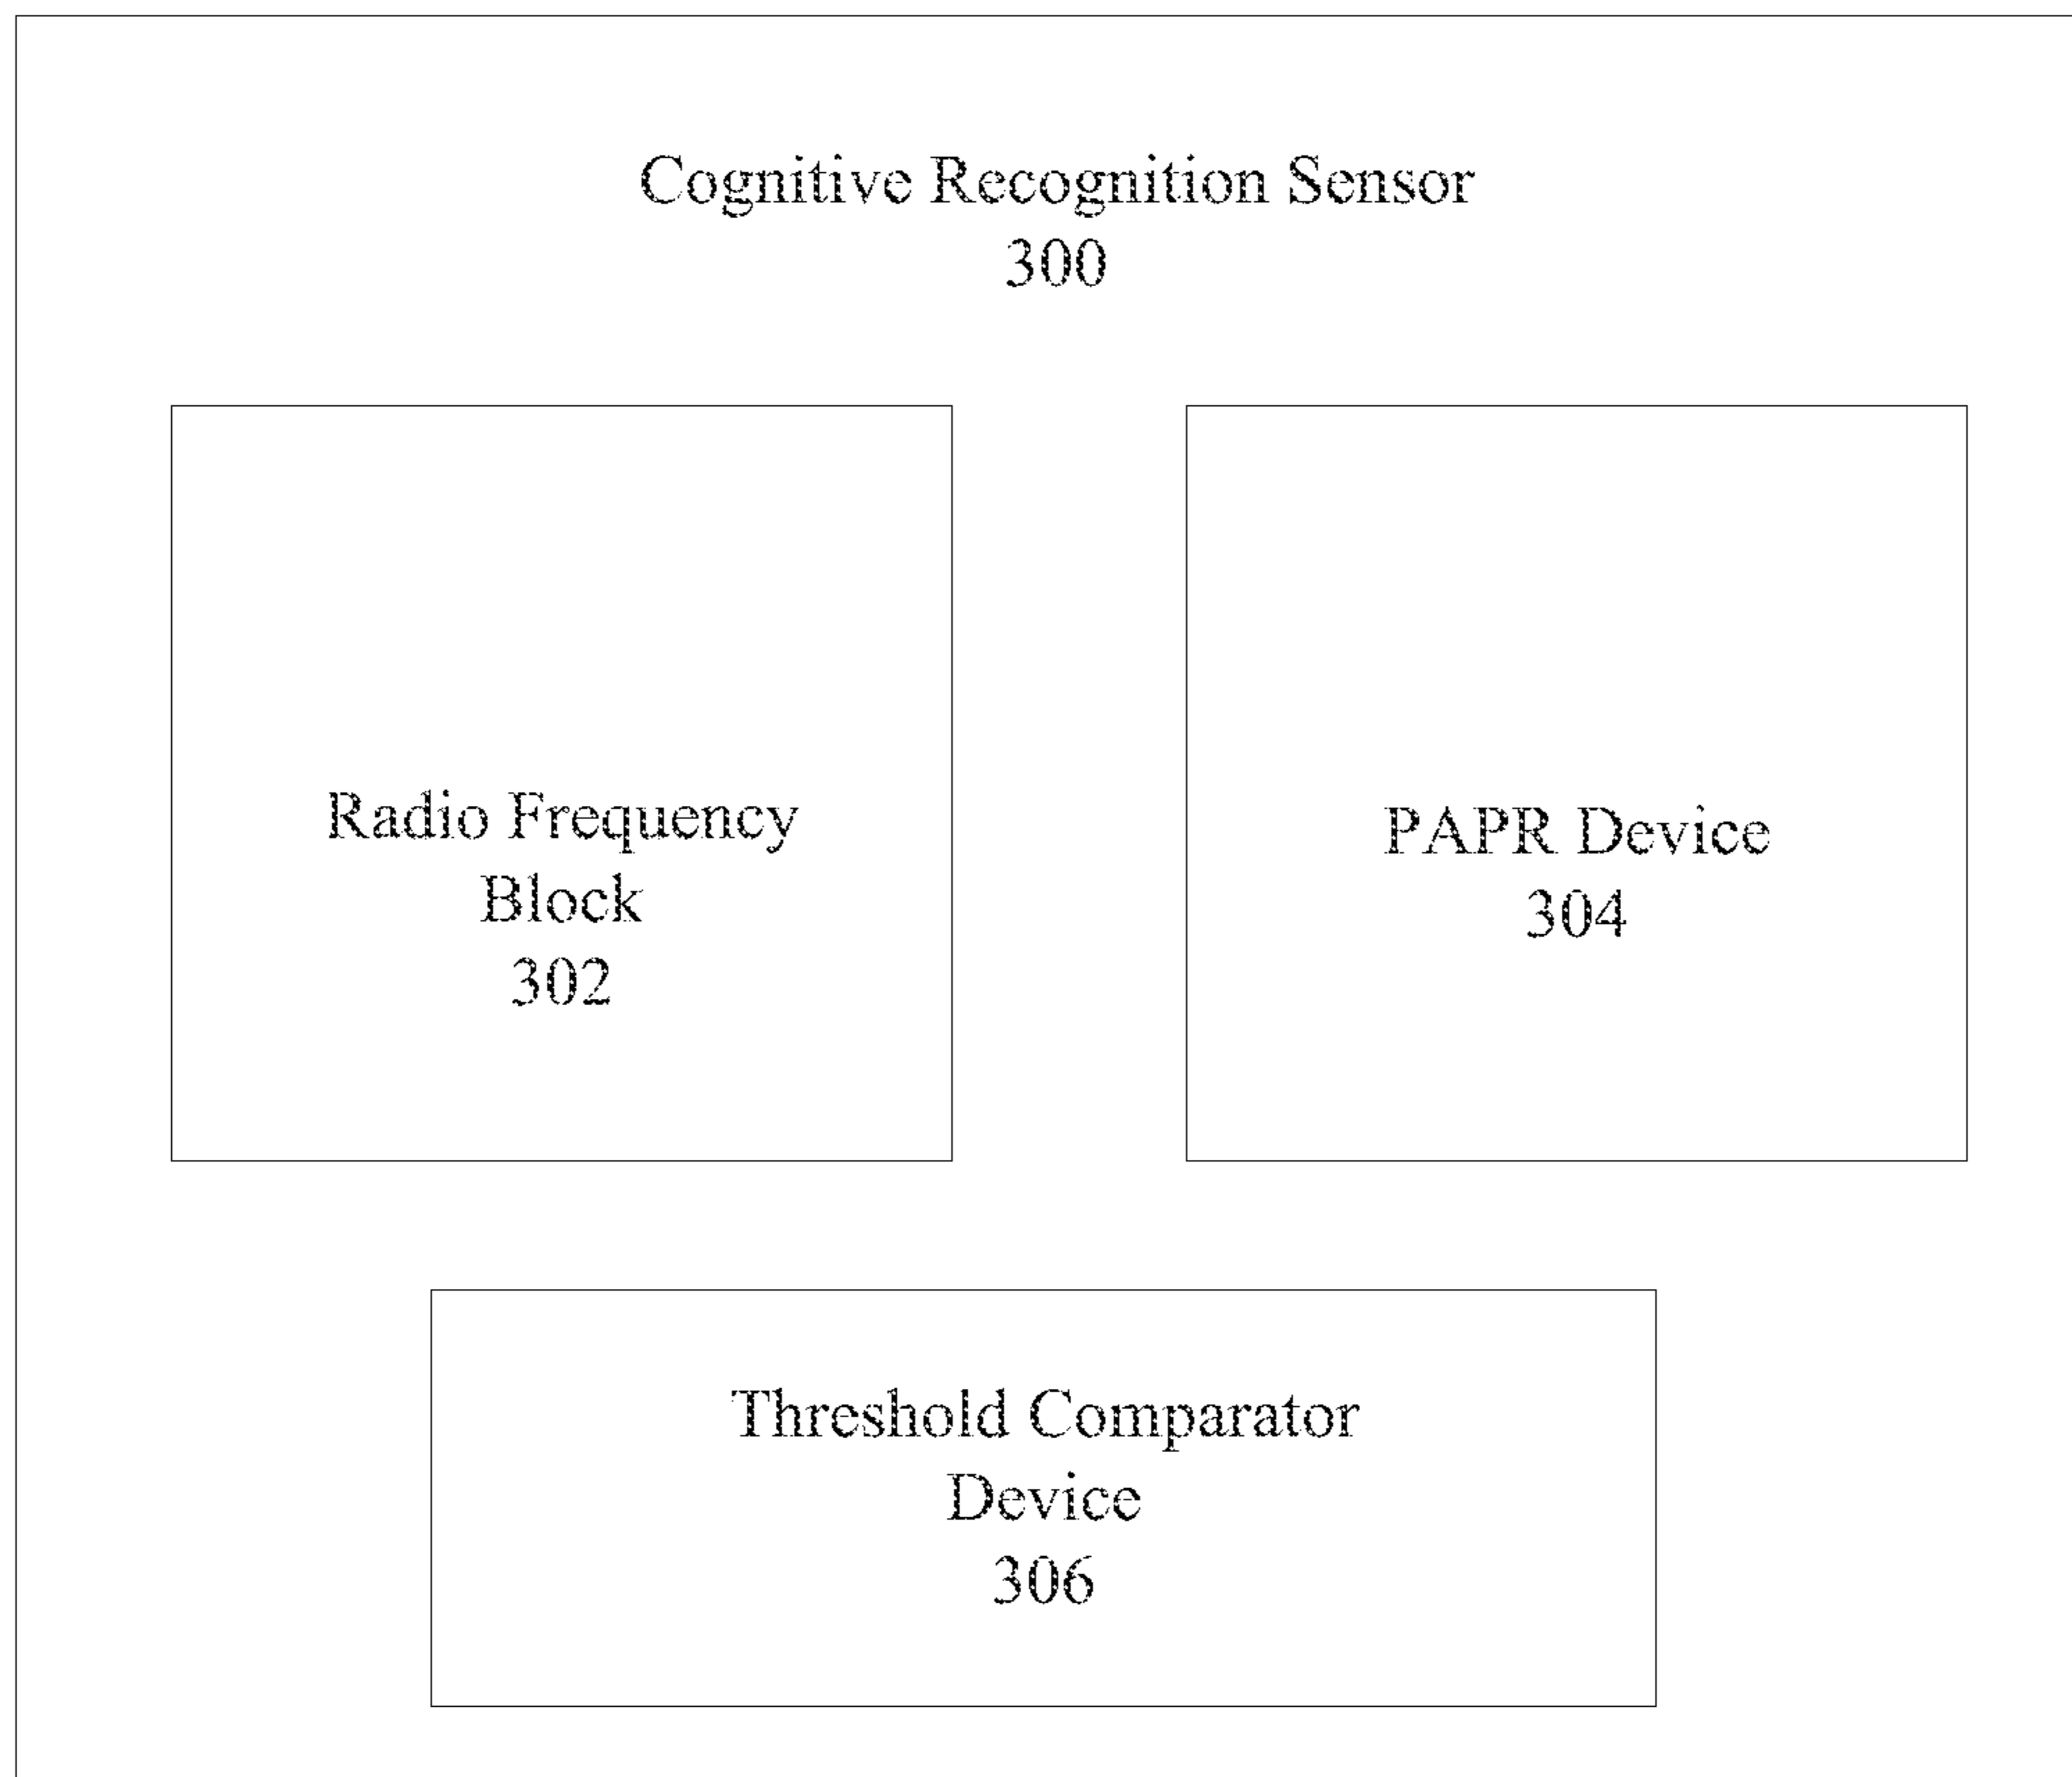 Cognitive Recognition Sensor
300
Radio Frequency
Block
302
PAPR Device
304
Threshold Comparator
Device
306